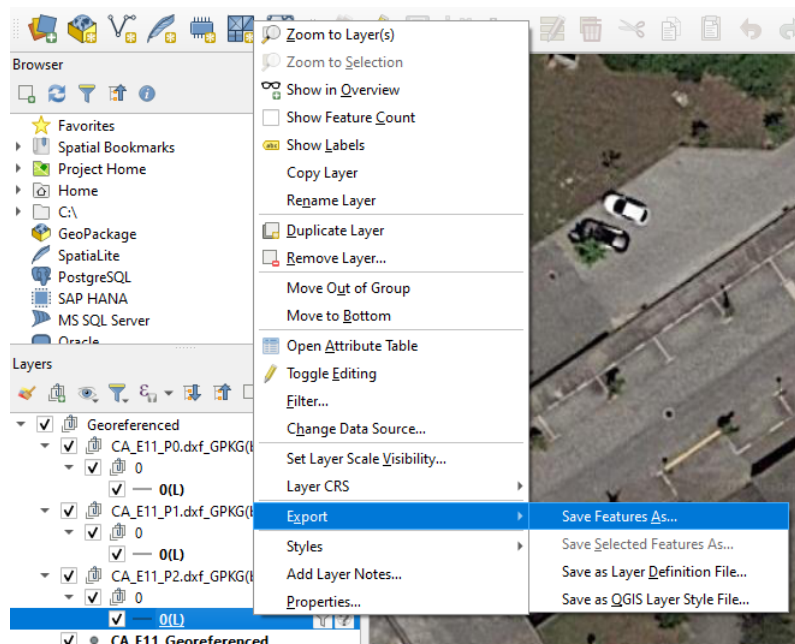 Browser
Favorites
Spatial Bookmarks
Project Home
Home
C:\
GeoPackage
SpatiaLite
PostgreSQL
SAP HANA
MS SQL Server
Oracle
Layers
Georeferenced
CA_E11_P0.dxf_GPKG(
0
0(L)
CA_E11_P1.dxf_GPKG(
0
0(L)
CA_E11_P2.dxf_GPKG(
0
0(L)
CA_E11_Georeferenced
Zoom to Layer(s)
Zoom to Selection
Show in Overview
Show Feature Count
abc Show Labels
Copy Layer
Rename Layer
Duplicate Layer
Remove Layer...
Move Out of Group
Move to Bottom
Open Attribute Table
Toggle Editing
Filter...
Change Data Source...
Set Layer Scale Visibility...
Layer CRS
Export
Styles
Add Layer Notes...
Properties...
Save Features As...
Save Selected Features As...
Save as Layer Definition File...
Save as QGIS Layer Style File...